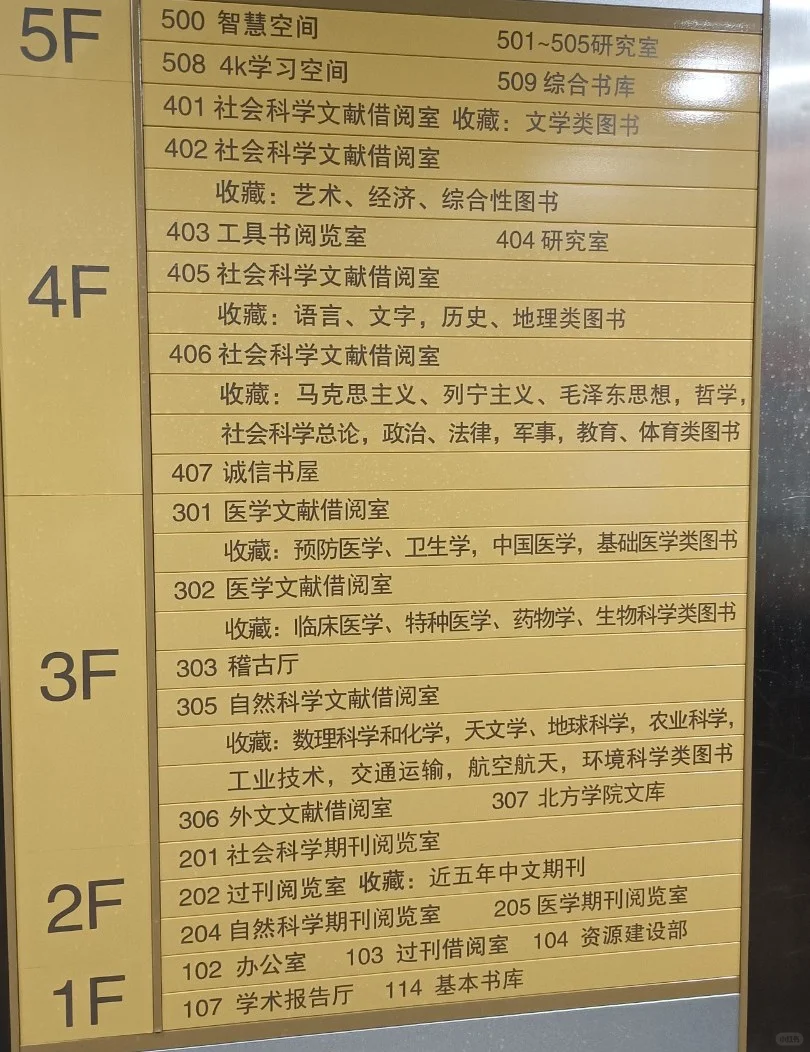 5F
500 智慧空间 501~505研究室
508 4k学习空间 509 综合书库
4F
401 社会科学文献借阅室 收藏：文学类图书
402 社会科学文献借阅室
收藏：艺术、经济、综合性图书
403 工具书阅览室 404 研究室
405 社会科学文献借阅室
收藏：语言、文字，历史、地理类图书
406 社会科学文献借阅室
收藏：马克思主义、列宁主义、毛泽东思想，哲学，
社会科学总论，政治、法律，军事，教育、体育类图书
407 诚信书屋
3F
301 医学文献借阅室
收藏：预防医学、卫生学，中国医学，基础医学类图书
302 医学文献借阅室
收藏：临床医学、特种医学、药物学、生物科学类图书
303 稽古厅
305 自然科学文献借阅室
收藏：数理科学和化学，天文学、地球科学，农业科学，
工业技术，交通运输，航空航天，环境科学类图书
306 外文文献借阅室 307 北方学院文库
2F
201 社会科学期刊阅览室
202 过刊阅览室 收藏：近五年中文期刊
204 自然科学期刊阅览室 205 医学期刊阅览室
1F
102 办公室 103 过刊借阅室 104 资源建设部
107 学术报告厅 114 基本书库